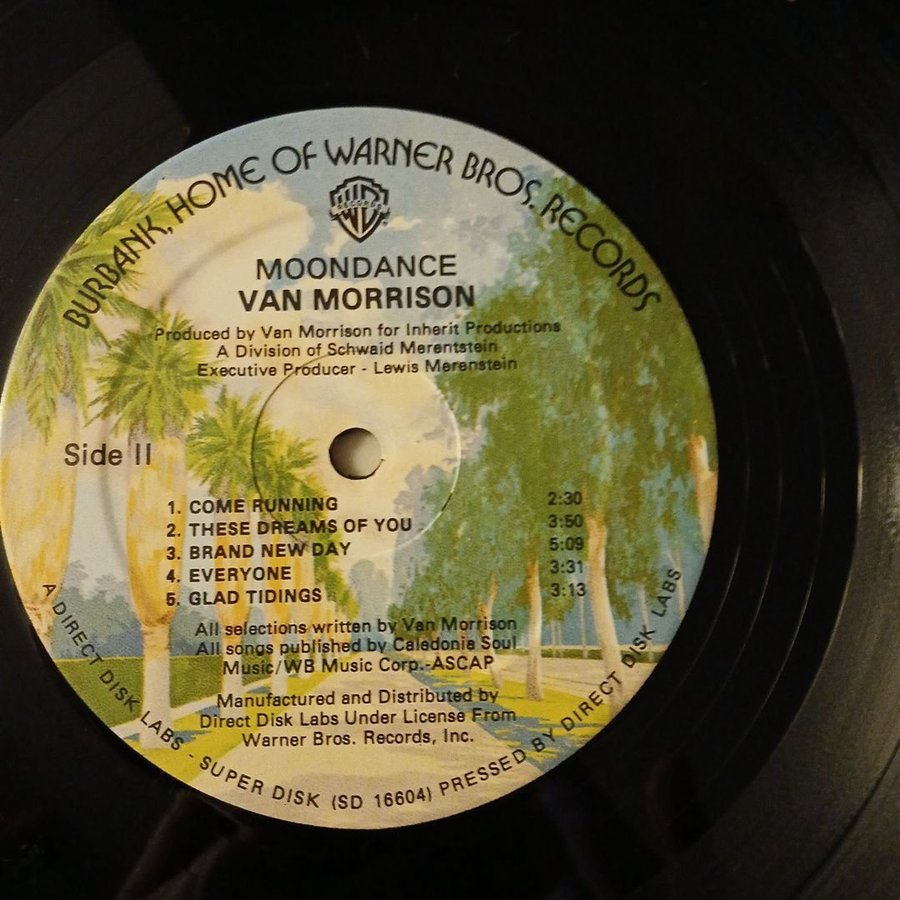 BURBANK, HOME OF WARNER BROS. RECORDS
WB
RECORDS
MOONDANCE
VAN MORRISON
Produced by Van Morrison for Inherit Productions
A Division of Schwaid Merentstein
Executive Producer - Lewis Merenstein
Side II
1. COME RUNNING 2:30
2. THESE DREAMS OF YOU 3:50
3. BRAND NEW DAY 5:09
4. EVERYONE 3:31
5. GLAD TIDINGS 3:13
All selections written by Van Morrison
All songs published by Caledonia Soul
Music/WB Music Corp.-ASCAP
Manufactured and Distributed by
Direct Disk Labs Under License From
Warner Bros. Records, Inc.
A DIRECT DISK LABS - SUPER DISK (SD 16604) PRESSED BY DIRECT DISK LABS